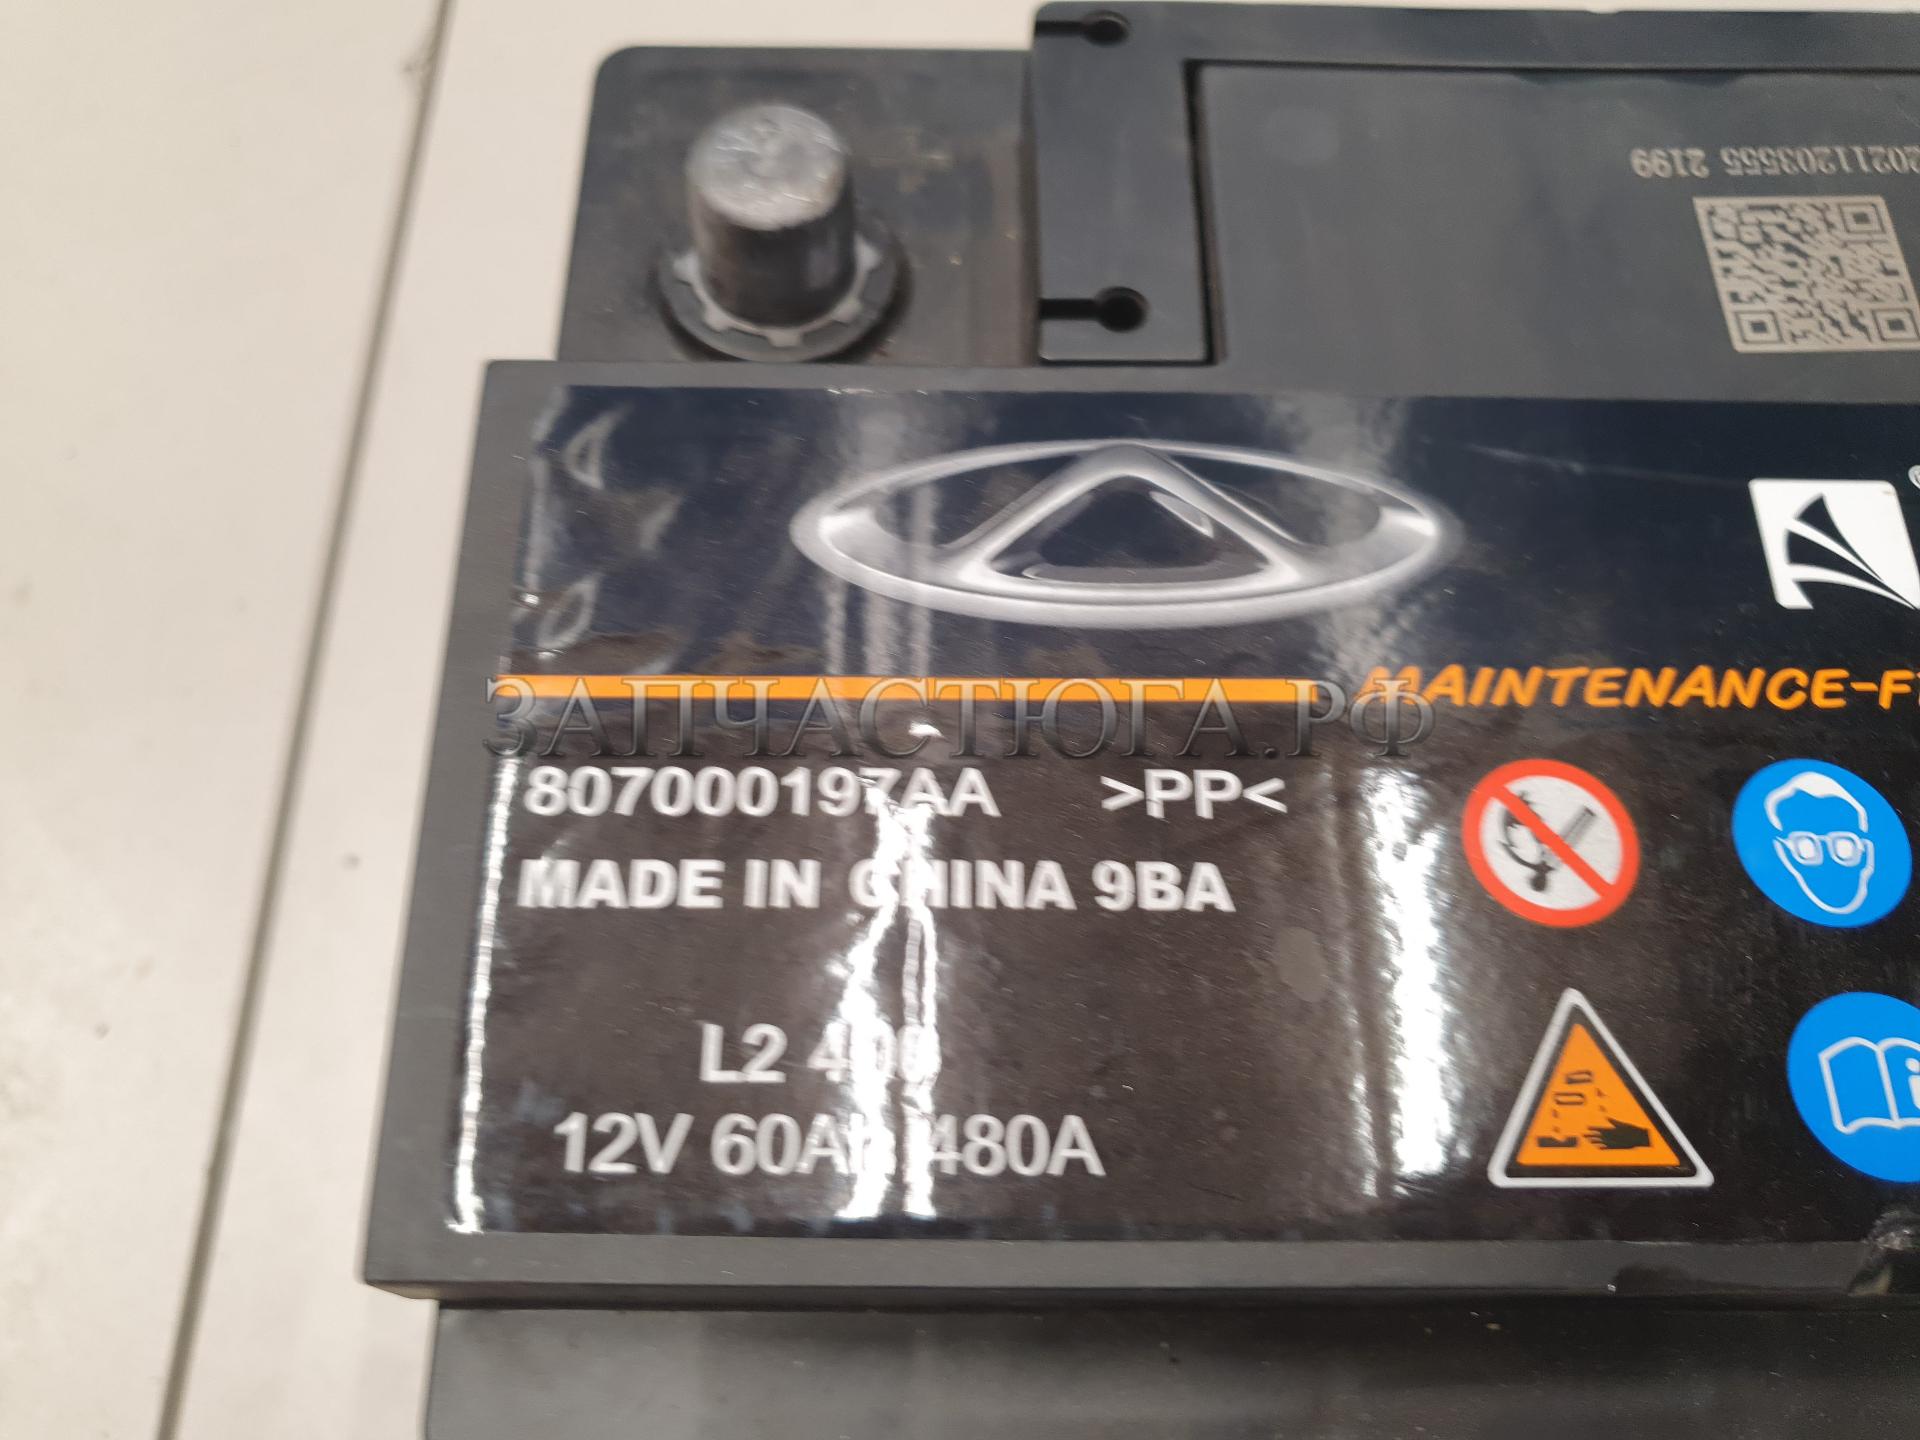 20211203555 2199
MAINTENANCE-F
ЗАПЧАСТЮГА.РФ
807000197AA >PP<
MADE IN CHINA 9BA
L2 400
12V 60Ah 480A